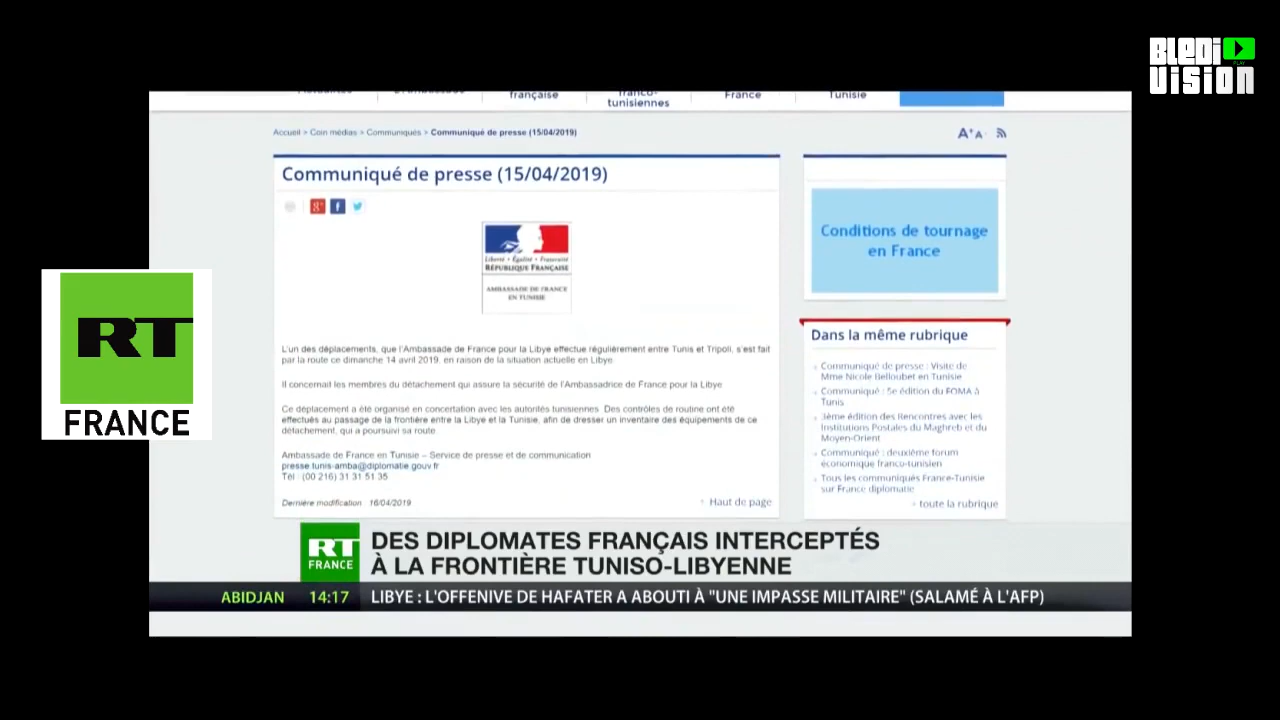 BLEDI
PLAY
VISION
française
franco-
tunisiennes
France
Tunisie
Accueil > Coin médias > Communiqués > Communiqué de presse (15/04/2019)
A+ A-
Communiqué de presse (15/04/2019)
Liberté • Égalité • Fraternité
RÉPUBLIQUE FRANÇAISE
AMBASSADE DE FRANCE
EN TUNISIE
L'un des déplacements, que l'Ambassade de France pour la Libye effectue régulièrement entre Tunis et Tripoli, s'est fait
par la route ce dimanche 14 avril 2019, en raison de la situation actuelle en Libye
Il concernait les membres du détachement qui assure la sécurité de l'Ambassadrice de France pour la Libye
Ce déplacement a été organisé en concertation avec les autorités tunisiennes. Des contrôles de routine ont été
effectués au passage de la frontière entre la Libye et la Tunisie, afin de dresser un inventaire des équipements de ce
détachement, qui a poursuivi sa route
Ambassade de France en Tunisie – Service de presse et de communication
presse.tunis-amba@diplomatie.gouv.fr
Tél : (00 216) 31 31 51 35
Dernière modification : 16/04/2019
Haut de page
Conditions de tournage
en France
Dans la même rubrique
Communiqué de presse : Visite de
Mme Nicole Belloubet en Tunisie
Communiqué : 5e édition du FOMA à
Tunis
3ème édition des Rencontres avec les
Institutions Postales du Maghreb et du
Moyen-Orient
Communiqué : deuxième forum
économique franco-tunisien
Tous les communiqués France-Tunisie
sur France diplomatie
toute la rubrique
RT
FRANCE
RT
FRANCE
DES DIPLOMATES FRANÇAIS INTERCEPTÉS
À LA FRONTIÈRE TUNISO-LIBYENNE
ABIDJAN 14:17 LIBYE : L'OFFENIVE DE HAFATER A ABOUTI À "UNE IMPASSE MILITAIRE" (SALAMÉ À L'AFP)